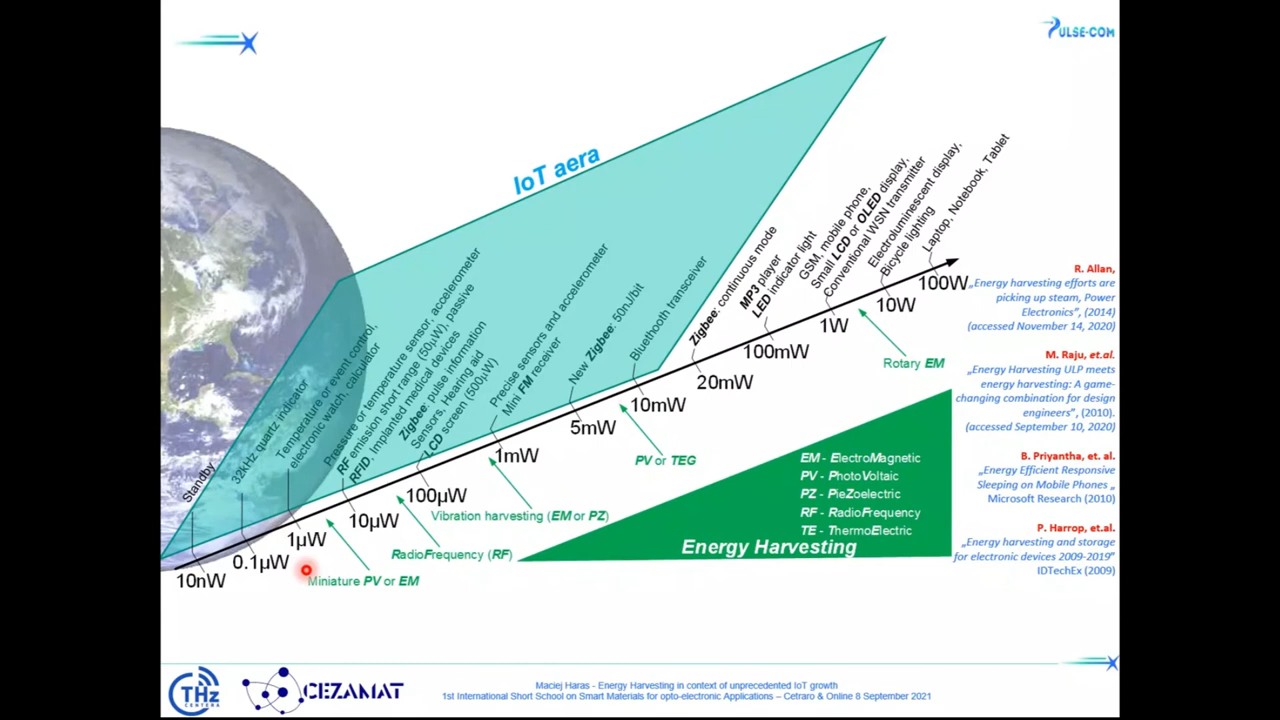 PULSE-COM
IoT aera
Standby
32kHz quartz indicator
Temperature or event control,
electronic watch, calculator
Pressure or temperature sensor, accelerometer
RF emission short range (50µW), passive
RFID, Implanted medical devices
Zigbee: pulse information
Sensors, Hearing aid
LCD screen (500µW)
Precise sensors and accelerometer
Mini FM receiver
New Zigbee: 50nJ/bit
Bluethooth transceiver
Zigbee: continuous mode
MP3 player
LED indicator light
GSM, mobile phone,
Small LCD or OLED display,
Conventional WSN transmitter
Electroluminescent display,
Bicycle lighting
Laptop, Notebook, Tablet
10nW
0.1µW
1µW
10µW
100µW
1mW
5mW
10mW
20mW
100mW
1W
10W
100W
Miniature PV or EM
RadioFrequency (RF)
Vibration harvesting (EM or PZ)
PV or TEG
Rotary EM
EM - ElectroMagnetic
PV - PhotoVoltaic
PZ - PieZoelectric
RF - RadioFrequency
TE - ThermoElectric
Energy Harvesting
R. Allan,
„Energy harvesting efforts are
picking up steam, Power
Electronics”, (2014)
(accessed November 14, 2020)
M. Raju, et.al.
„Energy Harvesting ULP meets
energy harvesting: A game-
changing combination for design
engineers”, (2010).
(accessed September 10, 2020)
B. Priyantha, et. al.
„Energy Efficient Responsive
Sleeping on Mobile Phones „
Microsoft Research (2010)
P. Harrop, et.al.
„Energy harvesting and storage
for electronic devices 2009-2019”
IDTechEx (2009)
THz
CENTERA
CEZAMAT
Maciej Haras - Energy Harvesting in context of unprecedented IoT growth
1st International Short School on Smart Materials for opto-electronic Applications – Cetraro & Online 8 September 2021